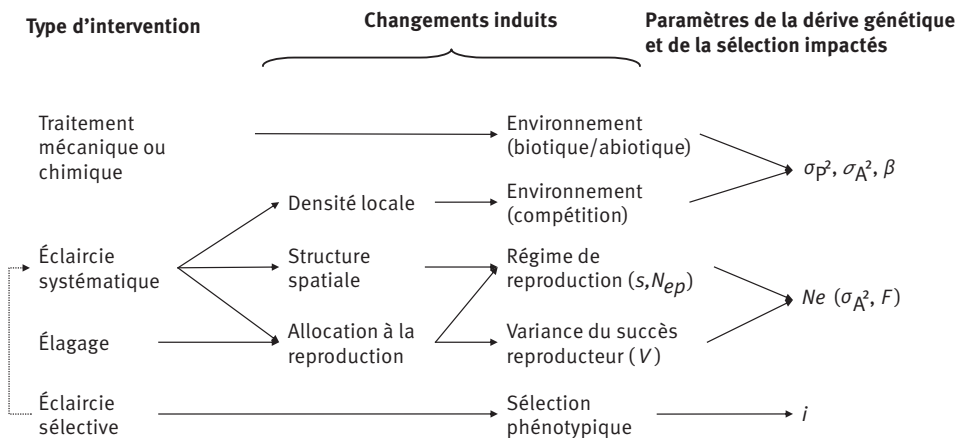 Type d'intervention
Changements induits
Paramètres de la dérive génétique
et de la sélection impactés
Traitement
mécanique ou
chimique
Environnement
(biotique/abiotique)
σP², σA², β
Densité locale
Environnement
(compétition)
Éclaircie
systématique
Structure
spatiale
Régime de
reproduction (s,Nep)
Ne (σA², F)
Élagage
Allocation à la
reproduction
Variance du succès
reproducteur (V)
Éclaircie
sélective
Sélection
phénotypique
i